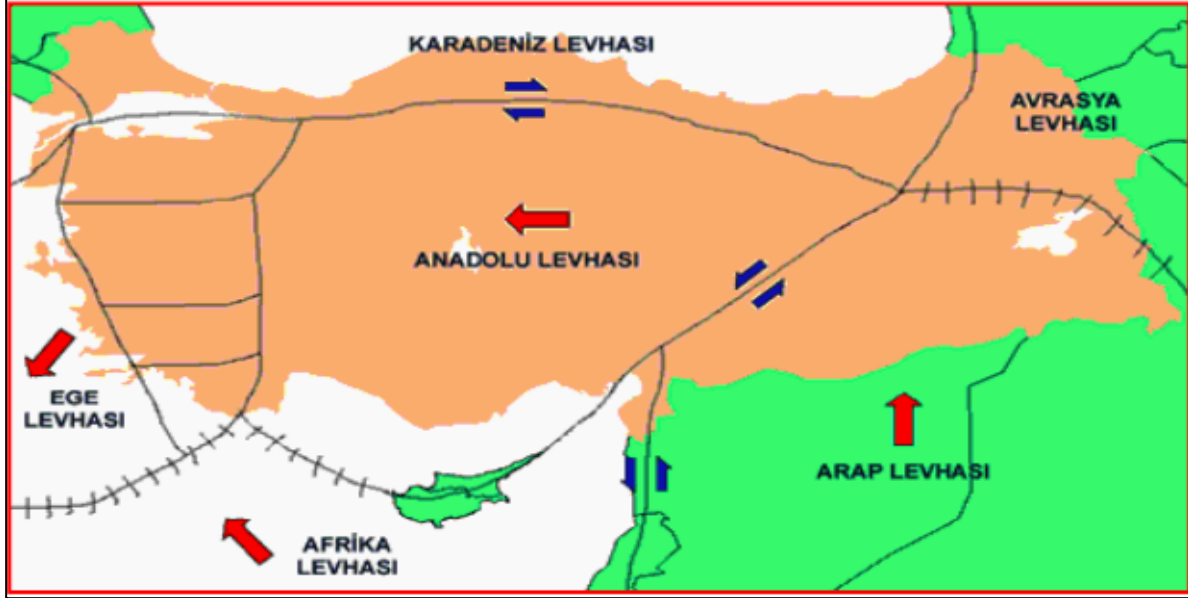 KARADENİZ LEVHASI
AVRASYA
LEVHASI
ANADOLU LEVHASI
EGE
LEVHASI
ARAP LEVHASI
AFRİKA
LEVHASI